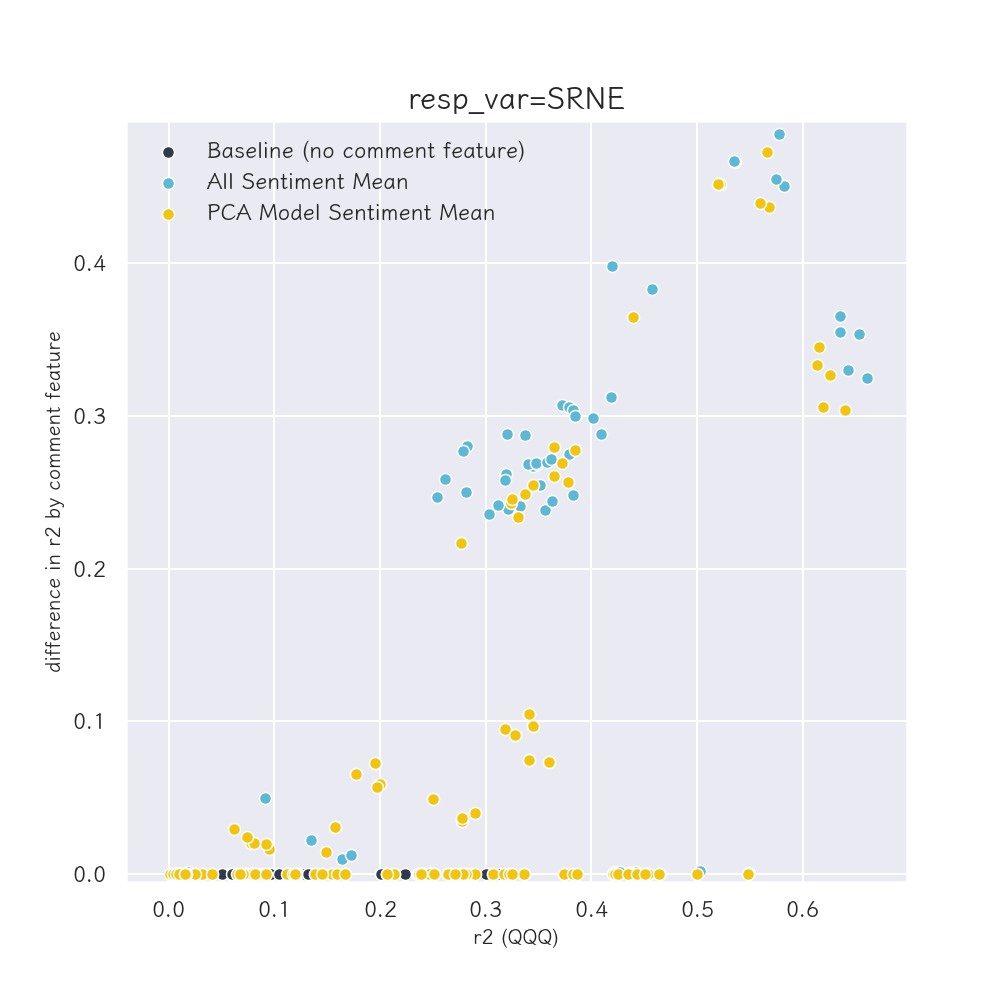 resp_var=SRNE
Baseline (no comment feature)
All Sentiment Mean
PCA Model Sentiment Mean
difference in r2 by comment feature
0.4
0.3
0.2
0.1
0.0
0.0 0.1 0.2 0.3 0.4 0.5 0.6
r2 (QQQ)